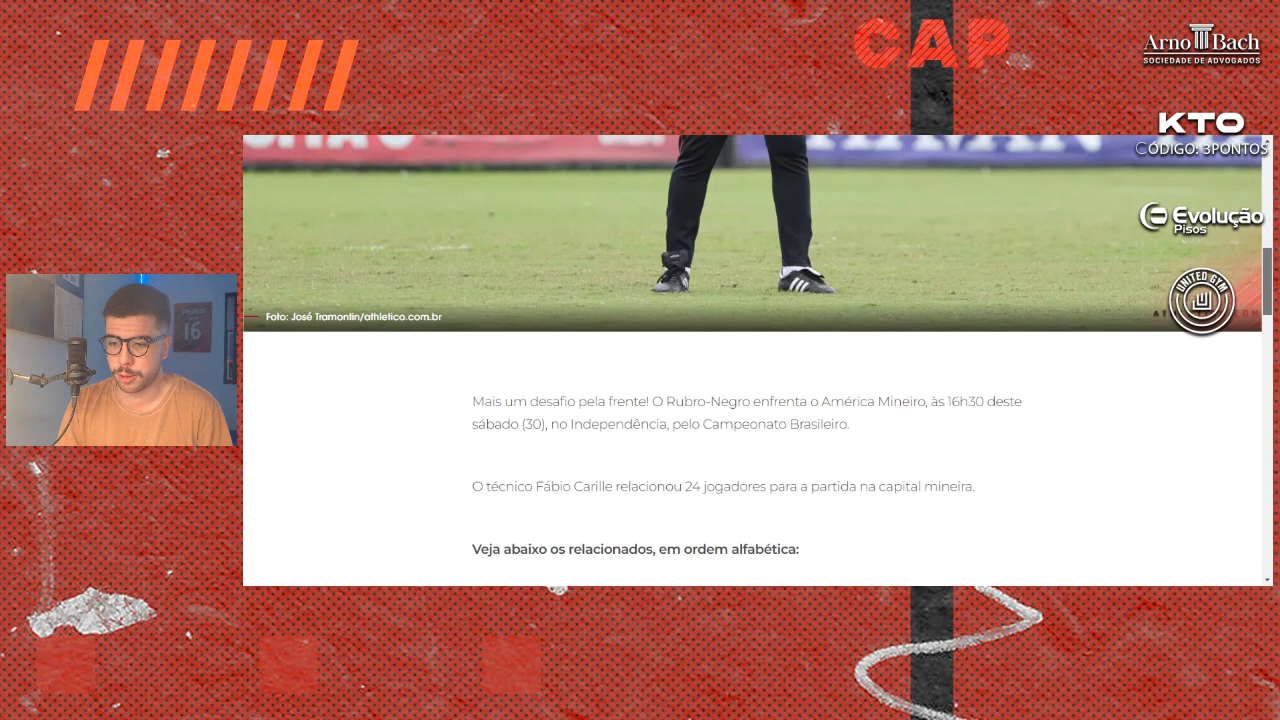 CAP
Arno Bach
SOCIEDADE DE ADVOGADOS
KTO
CÓDIGO: 3PONTOS
Evolução
Pisos
UNITED GYM
16
Foto: José Tramontin/athletico.com.br
Mais um desafio pela frente! O Rubro-Negro enfrenta o América Mineiro, às 16h30 deste
sábado (30), no Independência, pelo Campeonato Brasileiro.
O técnico Fábio Carille relacionou 24 jogadores para a partida na capital mineira.
Veja abaixo os relacionados, em ordem alfabética: